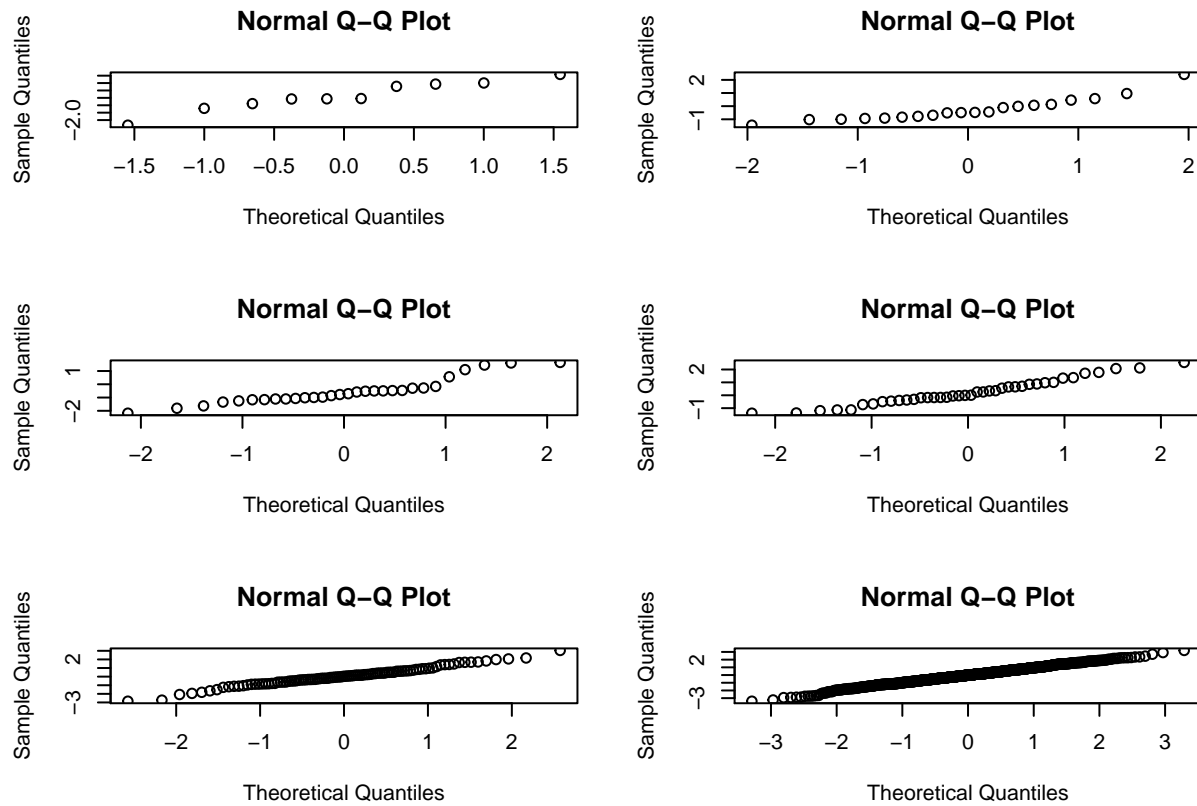 Normal Q−Q Plot
Sample Quantiles
−2.0
−1.5 −1.0 −0.5 0.0 0.5 1.0 1.5
Theoretical Quantiles
Normal Q−Q Plot
Sample Quantiles
−1 2
−2 −1 0 1 2
Theoretical Quantiles
Normal Q−Q Plot
Sample Quantiles
−2 1
−2 −1 0 1 2
Theoretical Quantiles
Normal Q−Q Plot
Sample Quantiles
−1 2
−2 −1 0 1 2
Theoretical Quantiles
Normal Q−Q Plot
Sample Quantiles
−3 2
−2 −1 0 1 2
Theoretical Quantiles
Normal Q−Q Plot
Sample Quantiles
−3 2
−3 −2 −1 0 1 2 3
Theoretical Quantiles